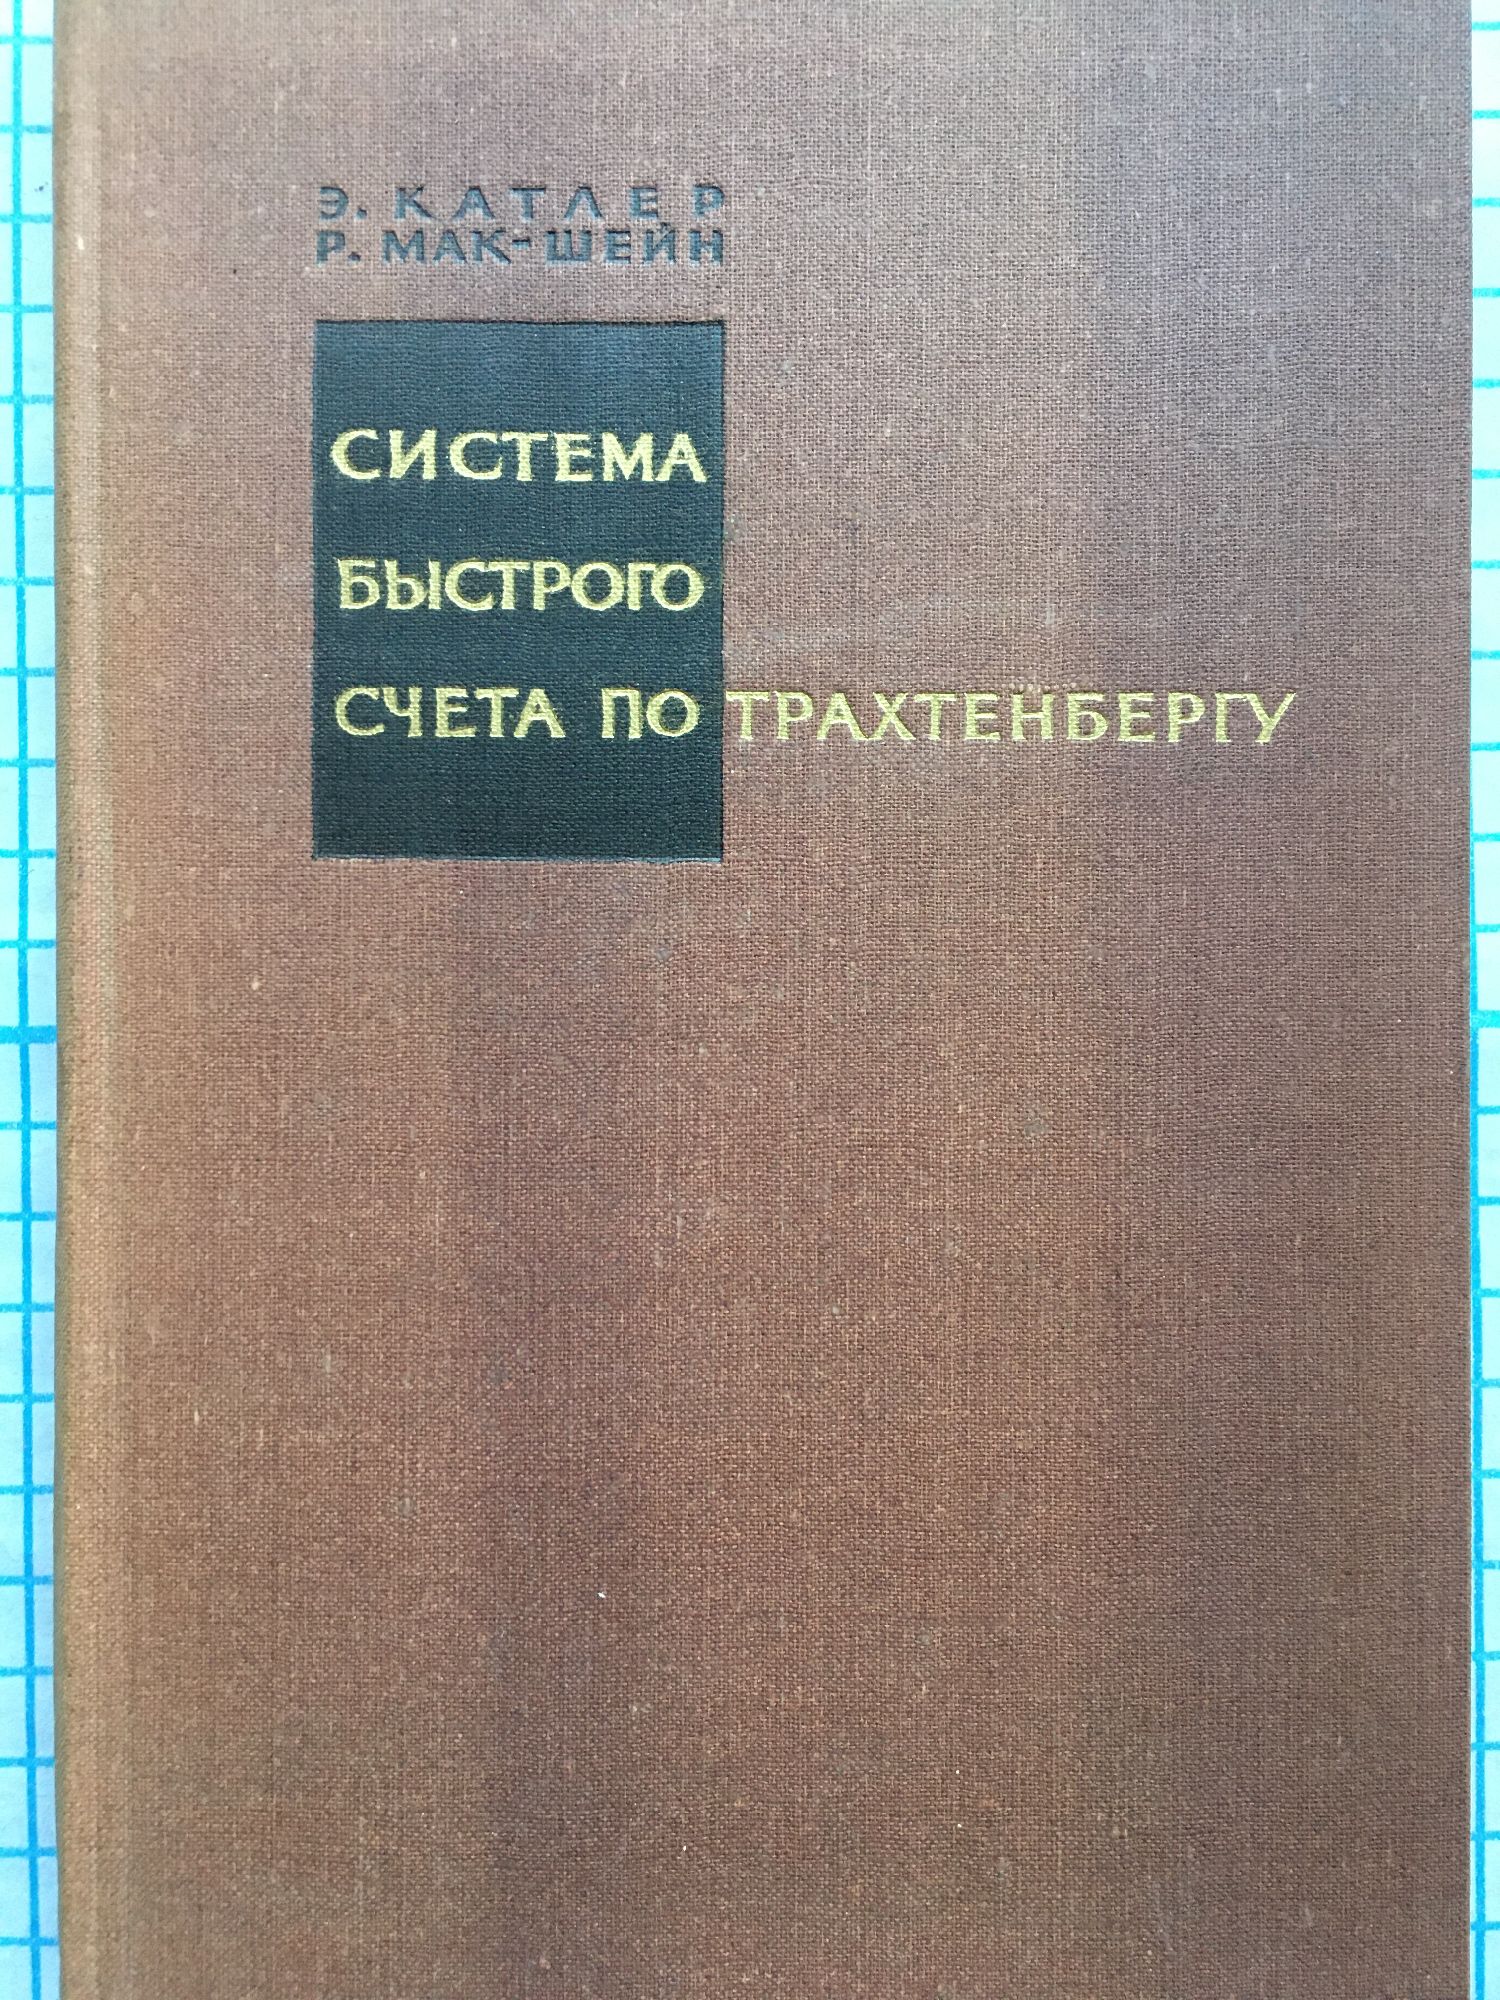 Э. КАТЛЕР
Р. МАК-ШЕЙН
СИСТЕМА
БЫСТРОГО
СЧЕТА ПО ТРАХТЕНБЕРГУ